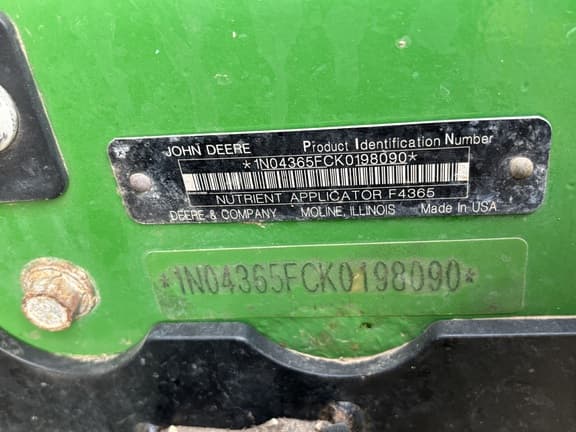 JOHN DEERE Product Identification Number
*1N04365FCK0198090*
NUTRIENT APPLICATOR F4365
DEERE & COMPANY MOLINE, ILLINOIS Made In USA
*1N04365FCK0198090*